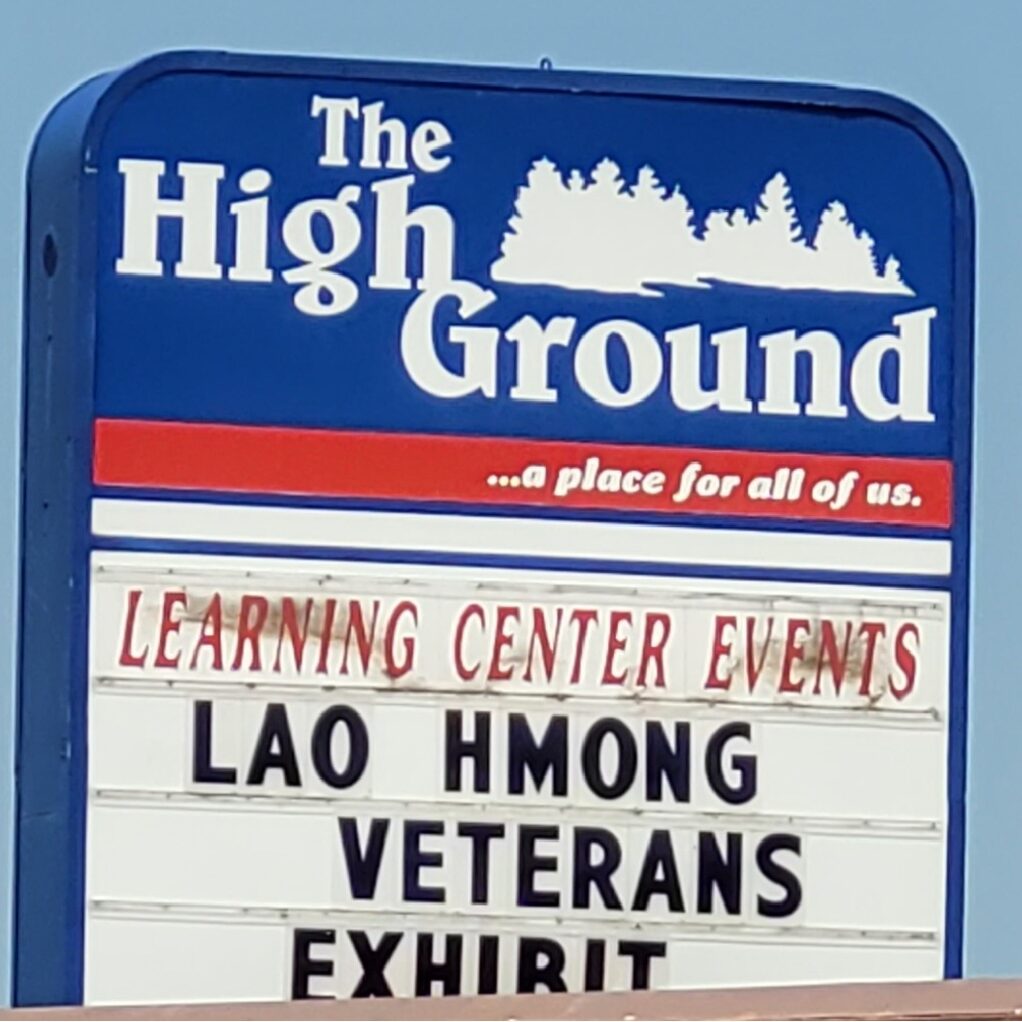 The
High
Ground
...a place for all of us.
LEARNING CENTER EVENTS
LAO HMONG
VETERANS
EXHIBIT